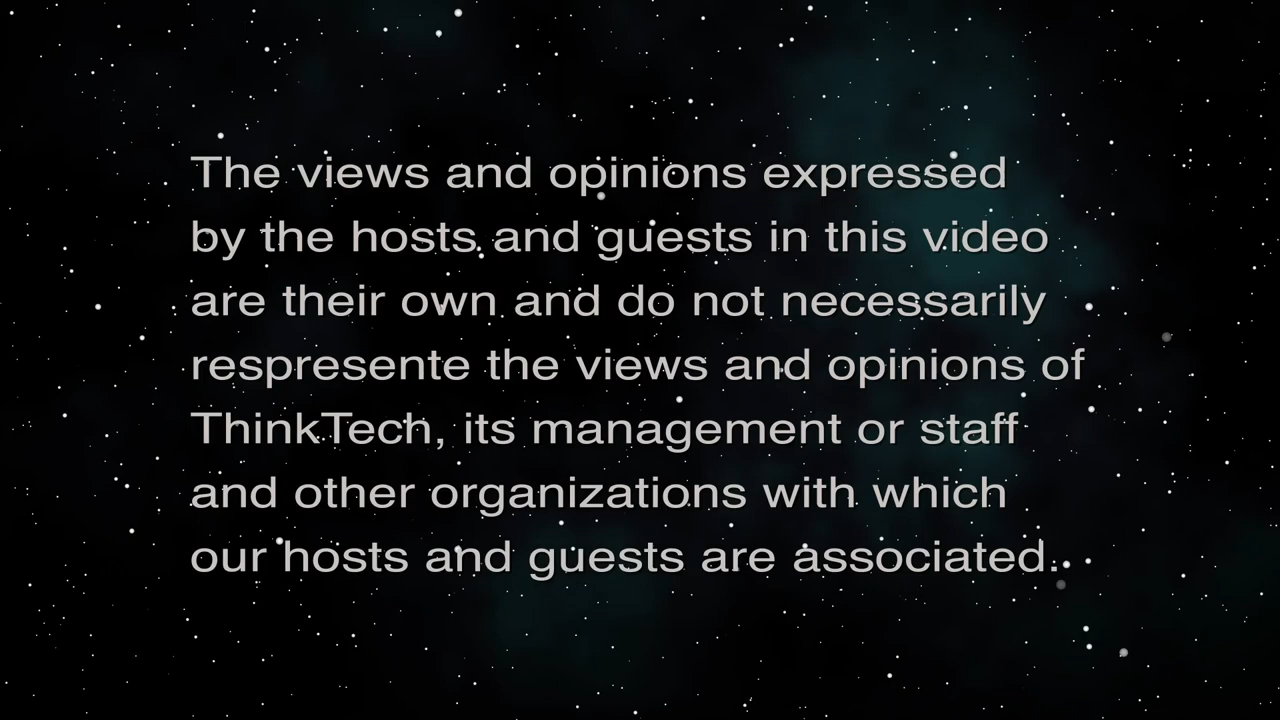 The views and opinions expressed
by the hosts and guests in this video
are their own and do not necessarily
respresente the views and opinions of
ThinkTech, its management or staff
and other organizations with which
our hosts and guests are associated.